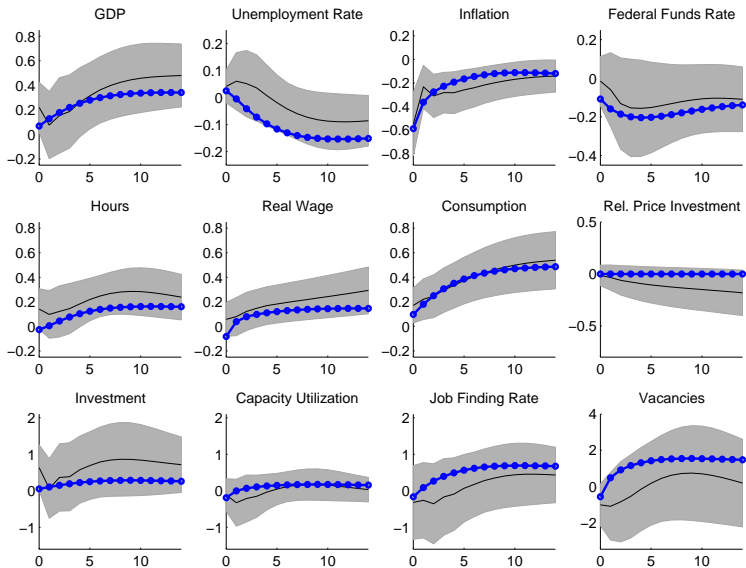 GDP Unemployment Rate Inflation Federal Funds Rate
0.8 0.2 0.2 0.2
0.6 0.1 0 0
0.4 0 −0.2 −0.2
0.2 −0.1 −0.4 −0.4
0 −0.2 −0.6
−0.2 −0.8
0 5 10 0 5 10 0 5 10 0 5 10
Hours Real Wage Consumption Rel. Price Investment
0.8 0.8 0.8 0.5
0.6 0.6 0.6 0
0.4 0.4 0.4 −0.5
0.2 0.2 0.2
0 0 0
−0.2 −0.2 −0.2
0 5 10 0 5 10 0 5 10 0 5 10
Investment Capacity Utilization Job Finding Rate Vacancies
2 2 2 4
1 1 1 2
0 0 0 0
−1 −1 −1 −2
0 5 10 0 5 10 0 5 10 0 5 10